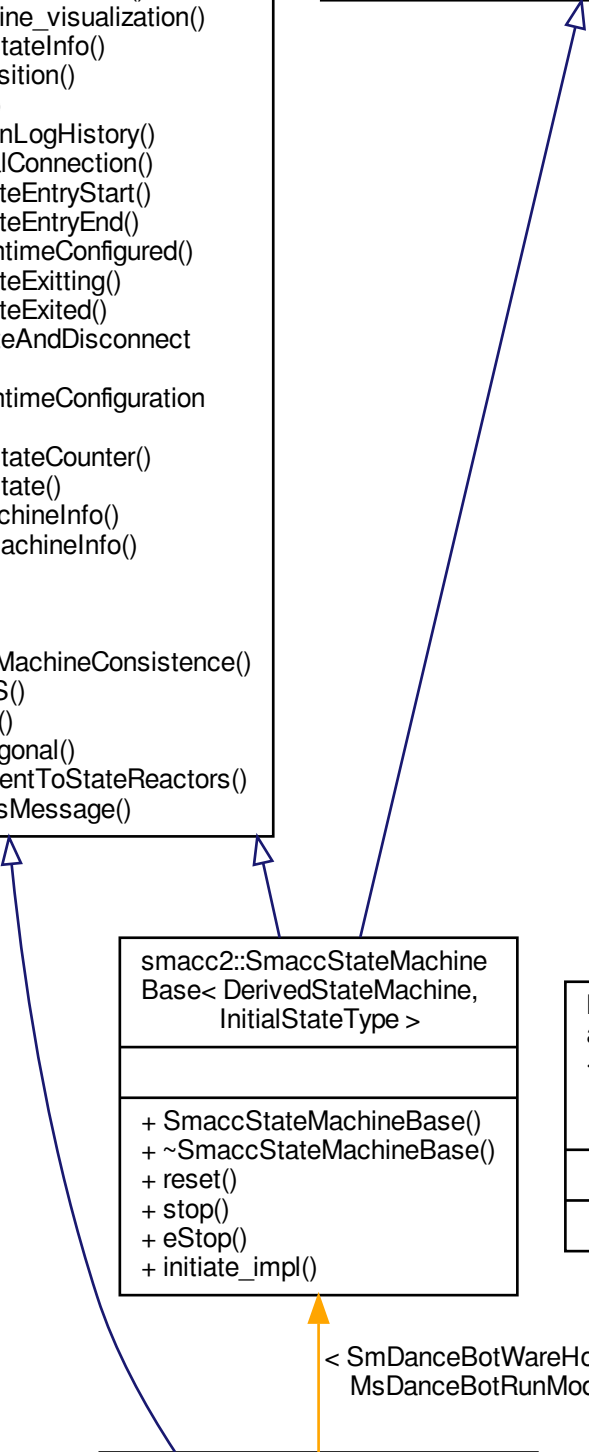 ine_visualization()
tateInfo()
sition()
)
nLogHistory()
lConnection()
teEntryStart()
teEntryEnd()
ntimeConfigured()
teExitting()
teExited()
teAndDisconnect
ntimeConfiguration
tateCounter()
tate()
chineInfo()
achineInfo()
MachineConsistence()
S()
()
gonal()
entToStateReactors()
sMessage()
smacc2::SmaccStateMachine
Base< DerivedStateMachine,
InitialStateType >
+ SmaccStateMachineBase()
+ ~SmaccStateMachineBase()
+ reset()
+ stop()
+ eStop()
+ initiate_impl()
< SmDanceBotWareHo
MsDanceBotRunMod